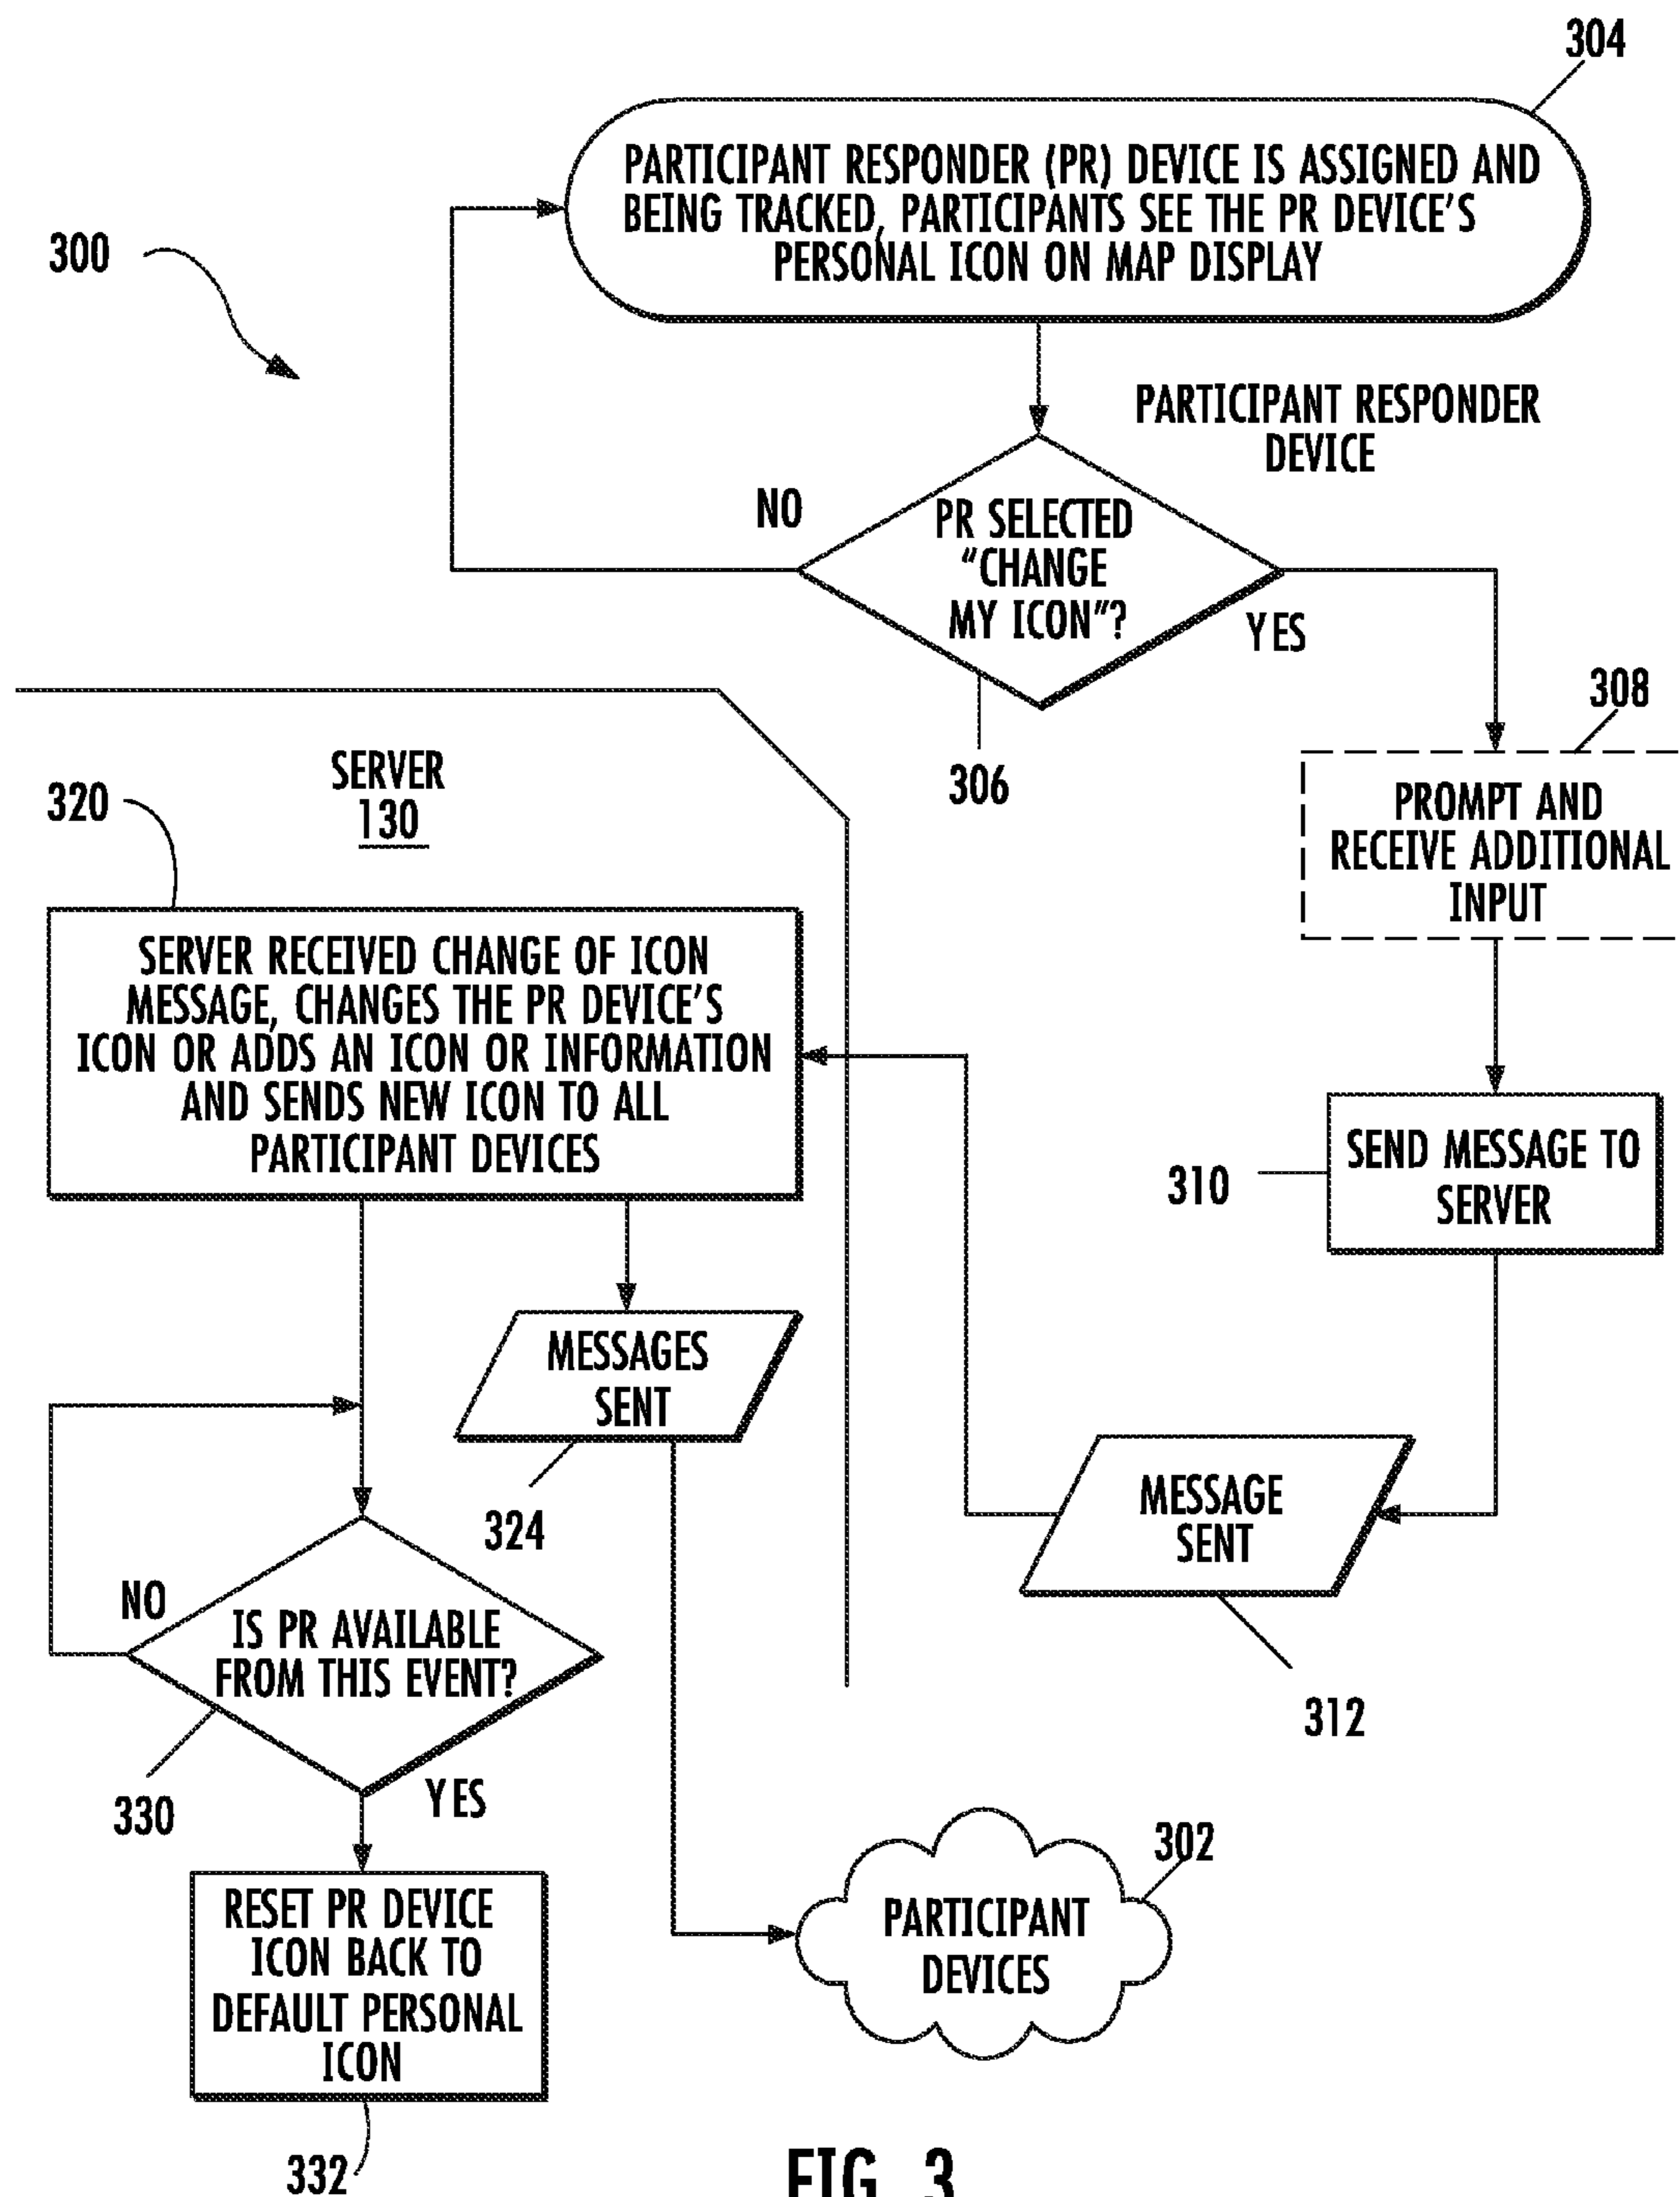 304
PARTICIPANT RESPONDER (PR) DEVICE IS ASSIGNED AND
BEING TRACKED, PARTICIPANTS SEE THE PR DEVICE'S
PERSONAL ICON ON MAP DISPLAY
300
PARTICIPANT RESPONDER
DEVICE
NO
PR SELECTED
"CHANGE
MY ICON"?
YES
306
308
PROMPT AND
RECEIVE ADDITIONAL
INPUT
SERVER
130
320
SERVER RECEIVED CHANGE OF ICON
MESSAGE, CHANGES THE PR DEVICE'S
ICON OR ADDS AN ICON OR INFORMATION
AND SENDS NEW ICON TO ALL
PARTICIPANT DEVICES
310
SEND MESSAGE TO
SERVER
MESSAGES
SENT
324
MESSAGE
SENT
312
NO
IS PR AVAILABLE
FROM THIS EVENT?
330
YES
302
PARTICIPANT
DEVICES
RESET PR DEVICE
ICON BACK TO
DEFAULT PERSONAL
ICON
332
FIG. 3